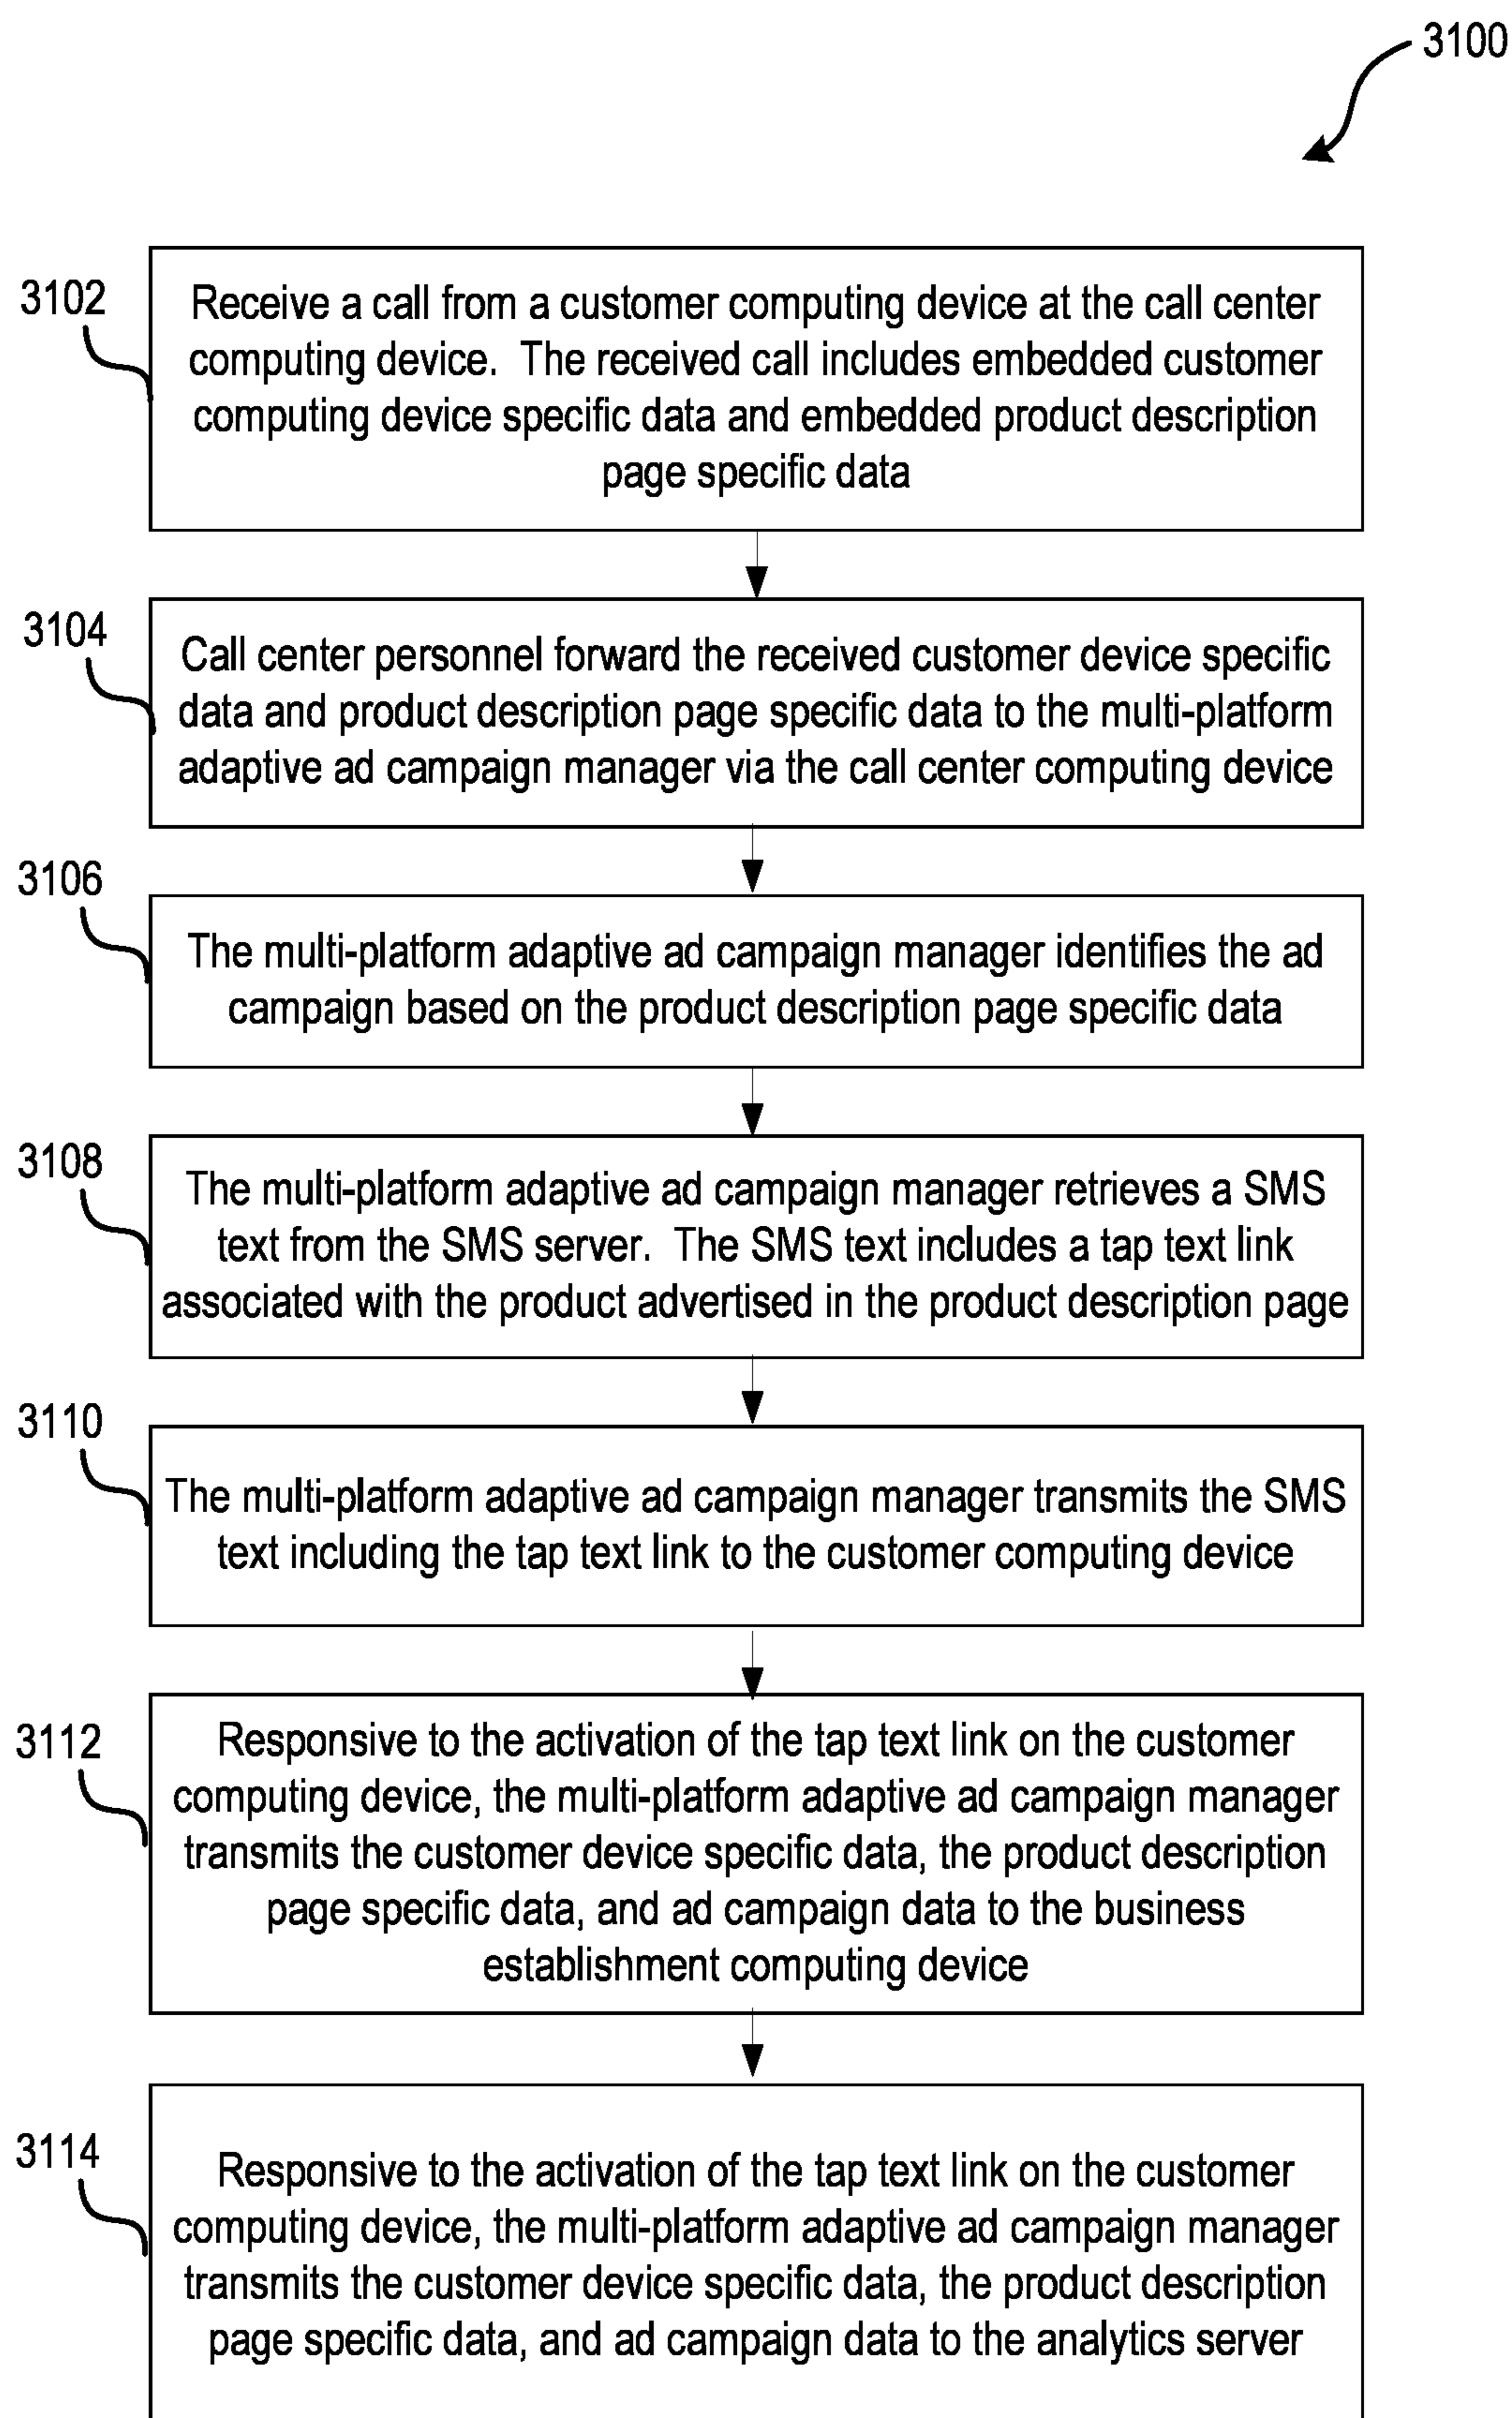 3100
3102
Receive a call from a customer computing device at the call center
computing device. The received call includes embedded customer
computing device specific data and embedded product description
page specific data
3104
Call center personnel forward the received customer device specific
data and product description page specific data to the multi-platform
adaptive ad campaign manager via the call center computing device
3106
The multi-platform adaptive ad campaign manager identifies the ad
campaign based on the product description page specific data
3108
The multi-platform adaptive ad campaign manager retrieves a SMS
text from the SMS server. The SMS text includes a tap text link
associated with the product advertised in the product description page
3110
The multi-platform adaptive ad campaign manager transmits the SMS
text including the tap text link to the customer computing device
3112
Responsive to the activation of the tap text link on the customer
computing device, the multi-platform adaptive ad campaign manager
transmits the customer device specific data, the product description
page specific data, and ad campaign data to the business
establishment computing device
3114
Responsive to the activation of the tap text link on the customer
computing device, the multi-platform adaptive ad campaign manager
transmits the customer device specific data, the product description
page specific data, and ad campaign data to the analytics server